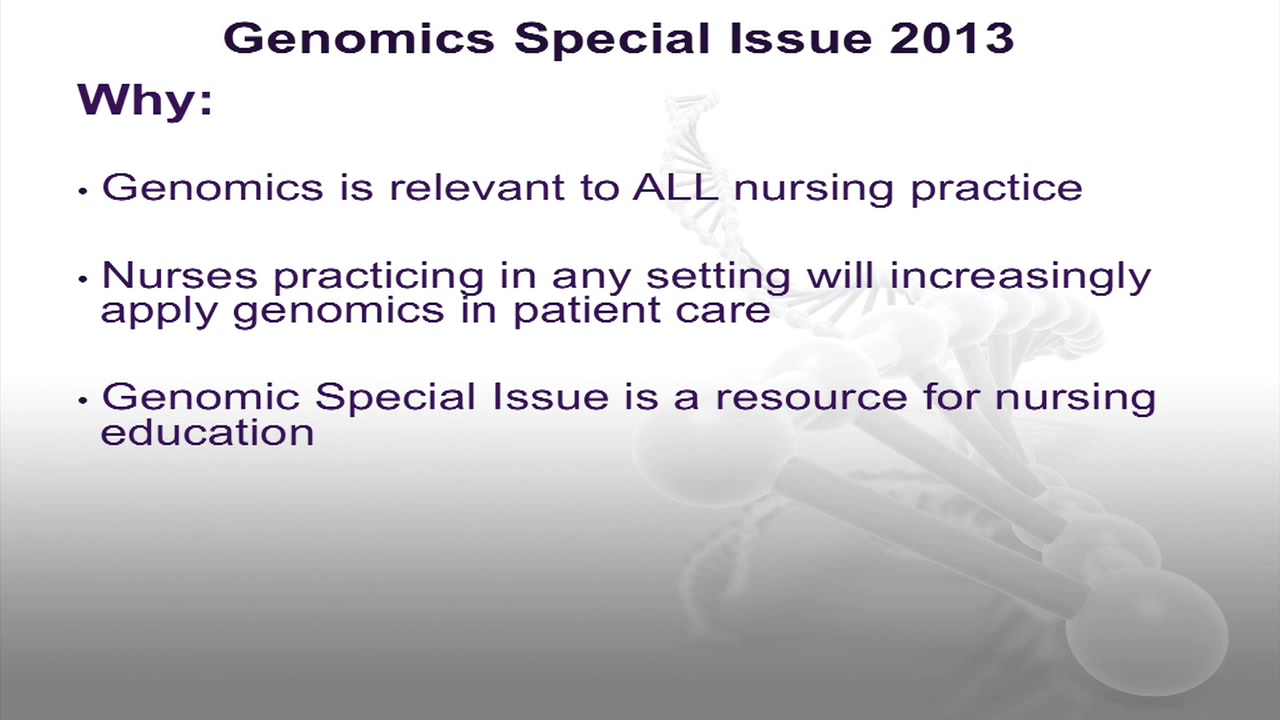 Genomics Special Issue 2013
Why:
• Genomics is relevant to ALL nursing practice
• Nurses practicing in any setting will increasingly
apply genomics in patient care
• Genomic Special Issue is a resource for nursing
education